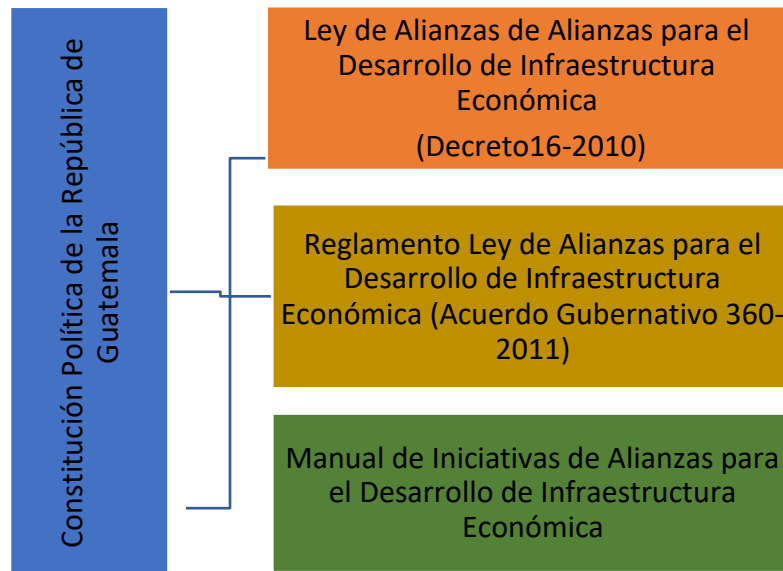 Constitución Política de la República de
Guatemala
Ley de Alianzas de Alianzas para el
Desarrollo de Infraestructura
Económica
(Decreto16-2010)
Reglamento Ley de Alianzas para el
Desarrollo de Infraestructura
Económica (Acuerdo Gubernativo 360-
2011)
Manual de Iniciativas de Alianzas para
el Desarrollo de Infraestructura
Económica